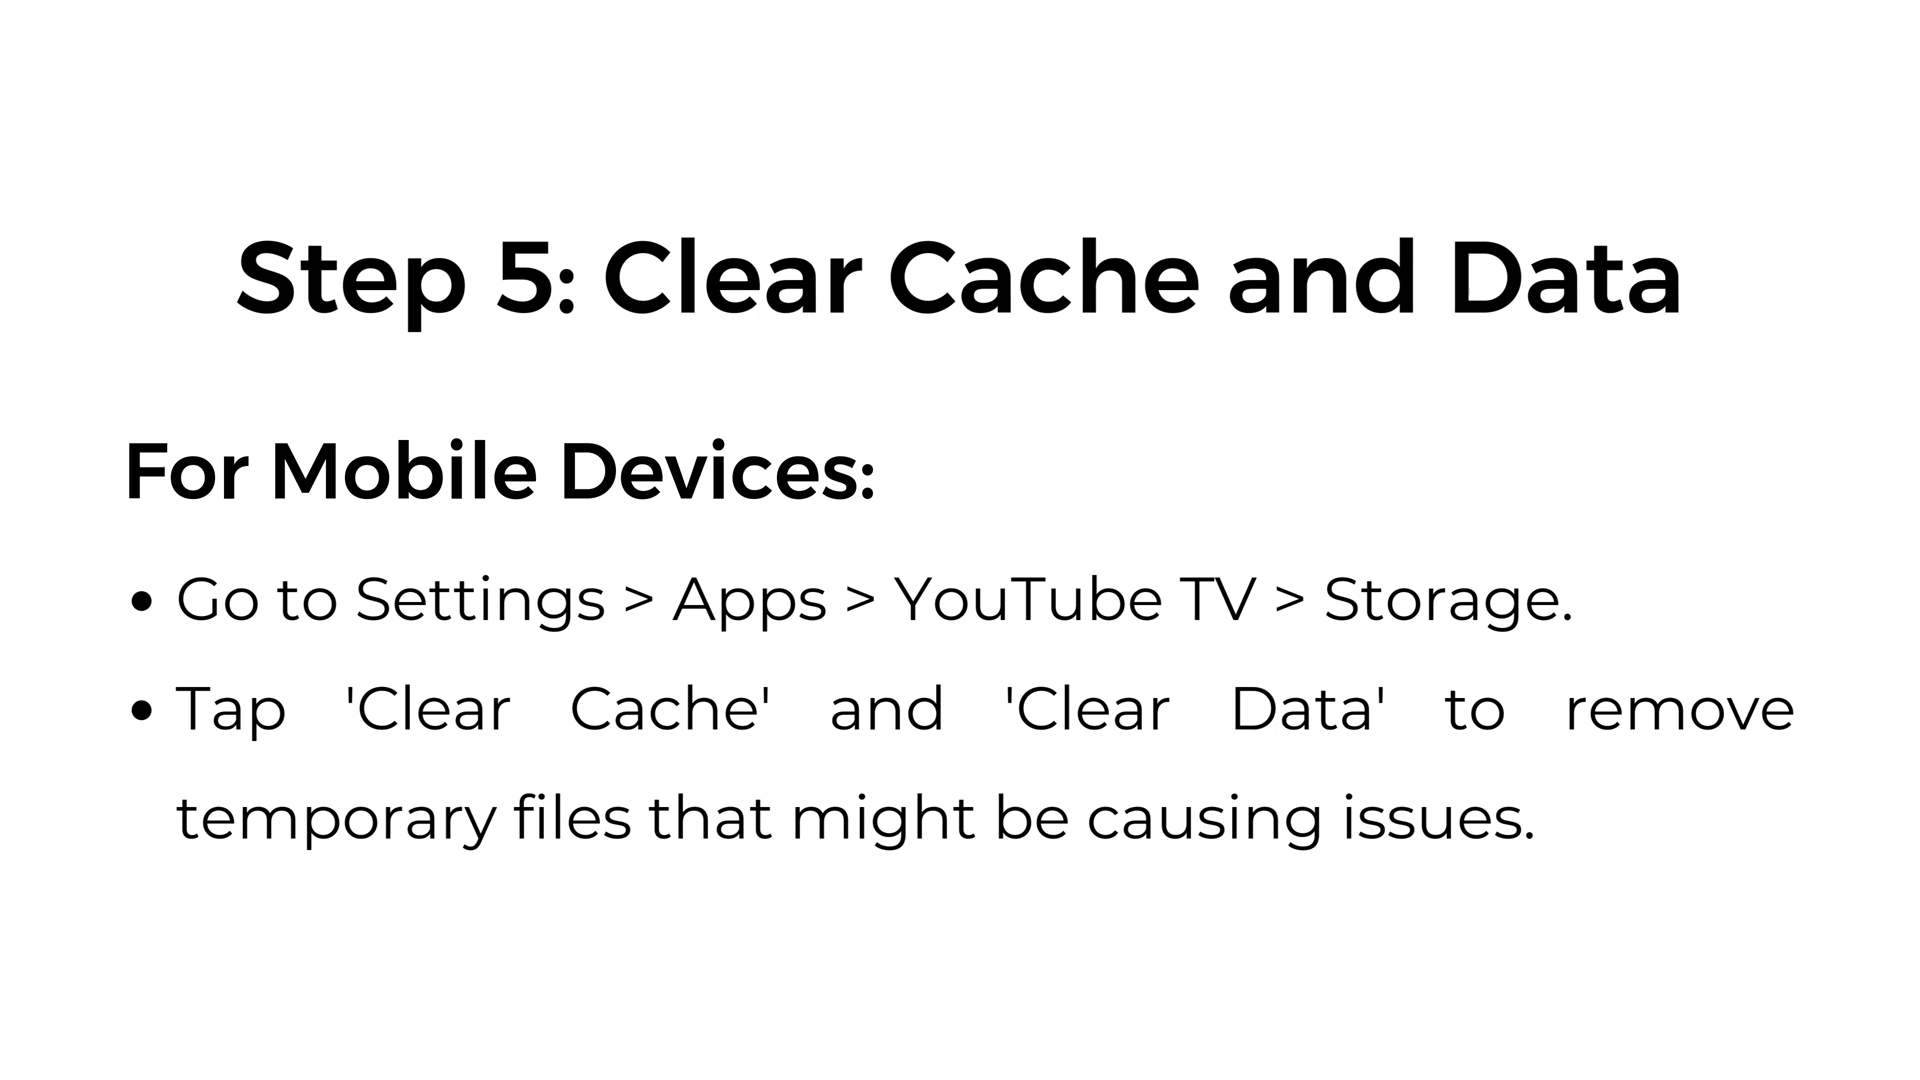 Step 5: Clear Cache and Data
For Mobile Devices:
• Go to Settings > Apps > YouTube TV > Storage.
• Tap 'Clear Cache' and 'Clear Data' to remove
temporary files that might be causing issues.